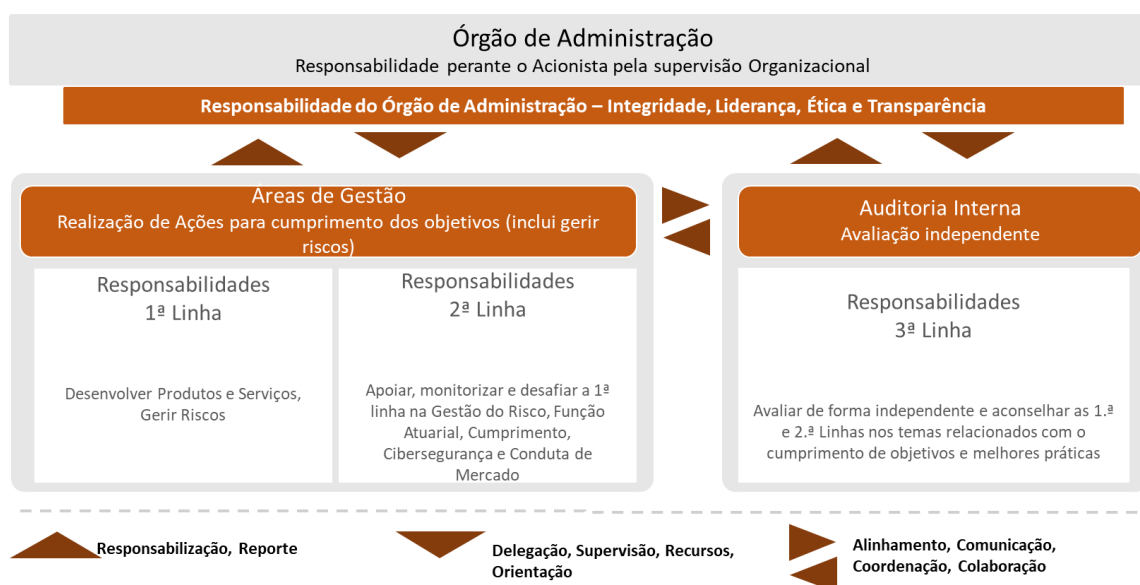 Órgão de Administração
Responsabilidade perante o Acionista pela supervisão Organizacional
Responsabilidade do Órgão de Administração – Integridade, Liderança, Ética e Transparência
Áreas de Gestão
Realização de Ações para cumprimento dos objetivos (inclui gerir
riscos)
Responsabilidades
1ª Linha
Desenvolver Produtos e Serviços,
Gerir Riscos
Responsabilidades
2ª Linha
Apoiar, monitorizar e desafiar a 1ª
linha na Gestão do Risco, Função
Atuarial, Cumprimento,
Cibersegurança e Conduta de
Mercado
Auditoria Interna
Avaliação independente
Responsabilidades
3ª Linha
Avaliar de forma independente e aconselhar as 1.ª
e 2.ª Linhas nos temas relacionados com o
cumprimento de objetivos e melhores práticas
Responsabilização, Reporte
Delegação, Supervisão, Recursos,
Orientação
Alinhamento, Comunicação,
Coordenação, Colaboração